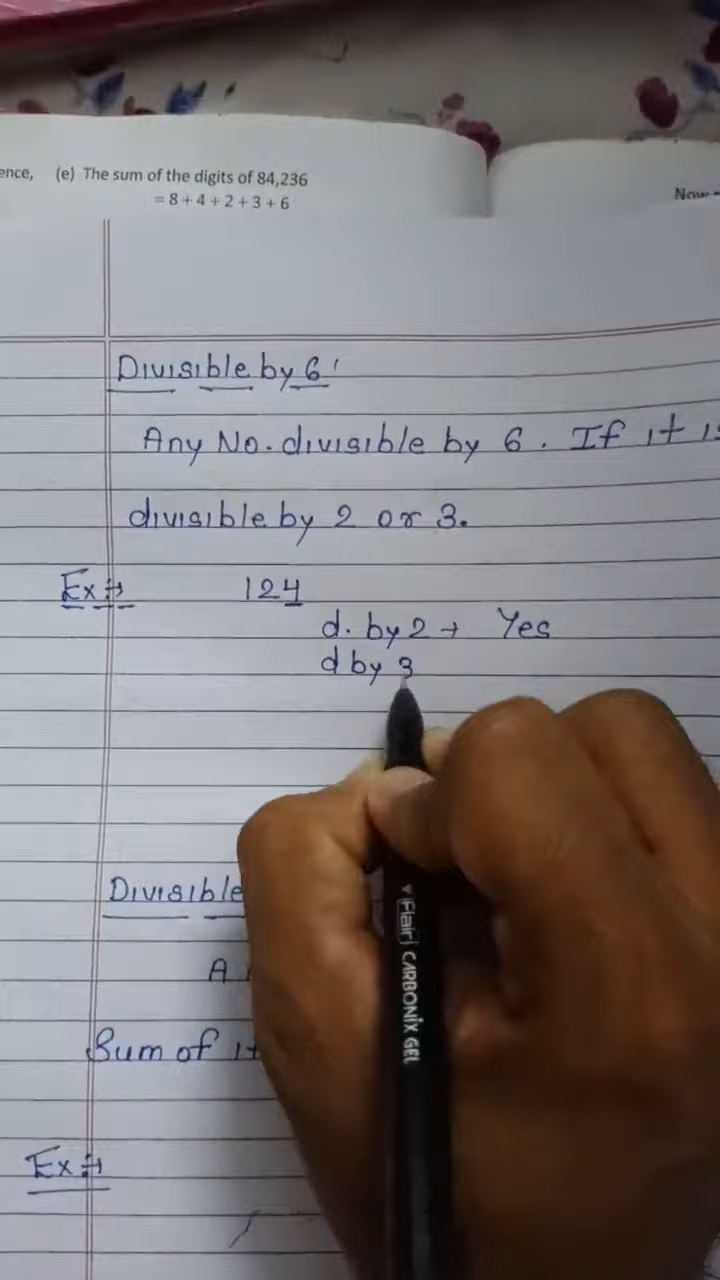 ence, (e) The sum of the digits of 84,236
= 8 + 4 + 2 + 3 + 6
Now
Divisible by 6
Any No. divisible by 6. If it is
divisible by 2 or 3.
Ex:→ 124
d. by 2 → Yes
d by 3
Divisible
A
Sum of it
Ex:→
Flair CARBONIX GEL